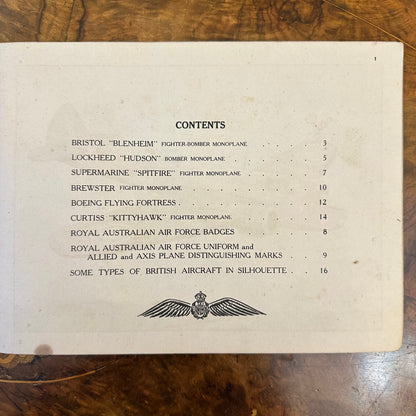 1
CONTENTS
BRISTOL "BLENHEIM" FIGHTER-BOMBER MONOPLANE . . . . . . 3
LOCKHEED "HUDSON" BOMBER MONOPLANE . . . . . . . 5
SUPERMARINE "SPITFIRE" FIGHTER MONOPLANE . . . . . . 7
BREWSTER FIGHTER MONOPLANE . . . . . . . . . 10
BOEING FLYING FORTRESS . . . . . . . . . 12
CURTISS "KITTYHAWK" FIGHTER MONOPLANE . . . . . . 14
ROYAL AUSTRALIAN AIR FORCE BADGES . . . . . . 8
ROYAL AUSTRALIAN AIR FORCE UNIFORM and
ALLIED and AXIS PLANE DISTINGUISHING MARKS . . 9
SOME TYPES OF BRITISH AIRCRAFT IN SILHOUETTE . . 16